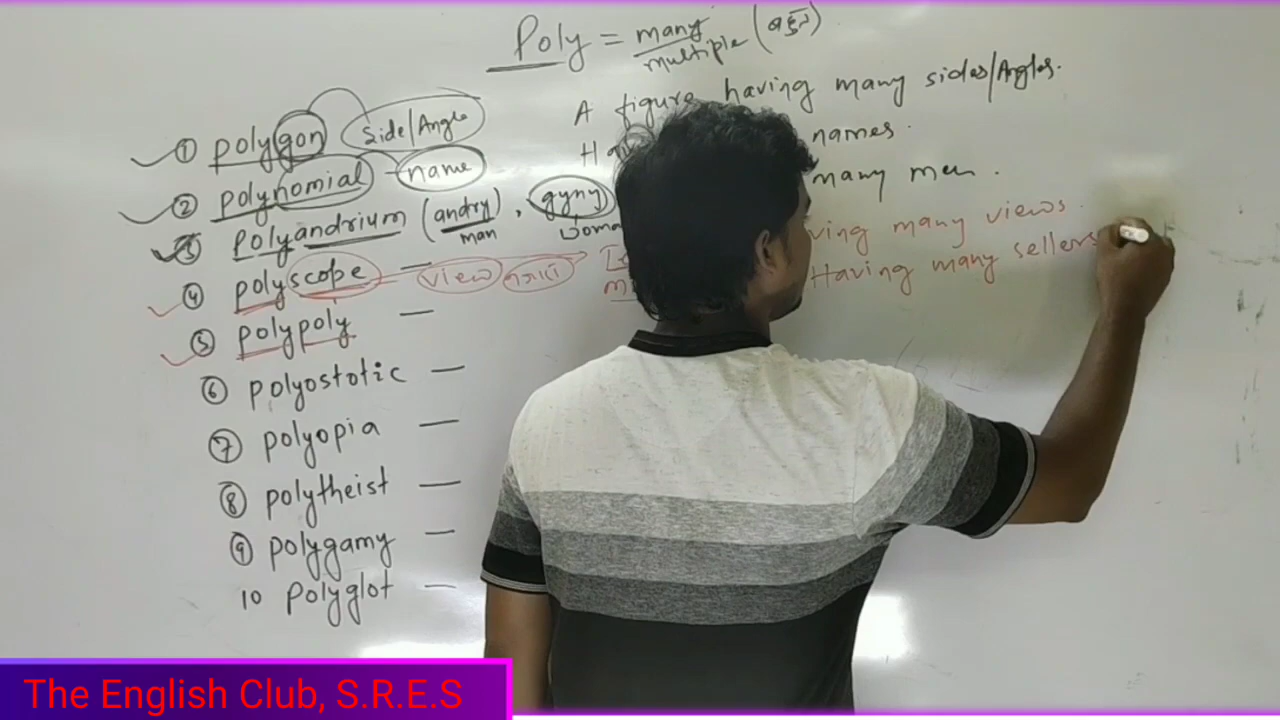 Poly = many (বহু)
multiple
① polygon side/Angle A figure having many sides/Angles.
② polynomial - name names.
③ Polyandrium (andry), gyny many men.
man woma
④ polyscope - view ving many views.
⑤ polypoly - Having many sellers
⑥ polyostotic -
⑦ polyopia -
⑧ polytheist -
⑨ polygamy -
10 polyglot -
The English Club, S.R.E.S